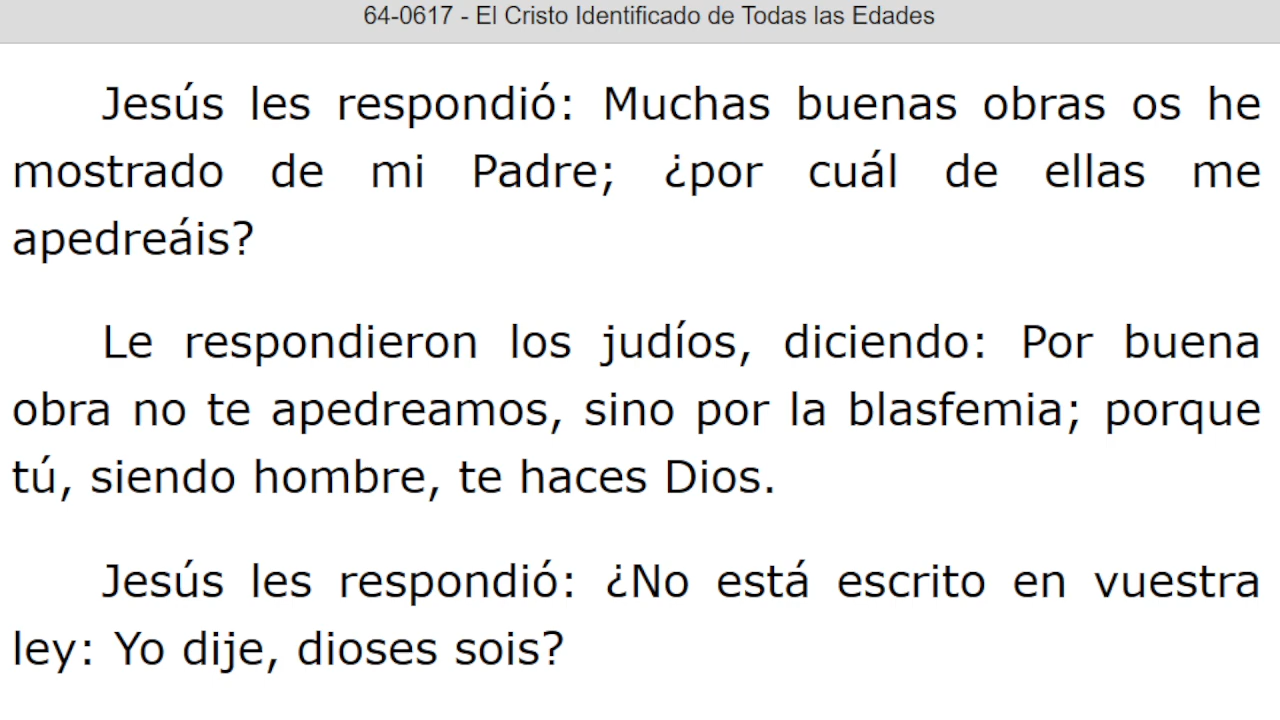 64-0617 - El Cristo Identificado de Todas las Edades
Jesús les respondió: Muchas buenas obras os he
mostrado de mi Padre; ¿por cuál de ellas me
apedreáis?
Le respondieron los judíos, diciendo: Por buena
obra no te apedreamos, sino por la blasfemia; porque
tú, siendo hombre, te haces Dios.
Jesús les respondió: ¿No está escrito en vuestra
ley: Yo dije, dioses sois?